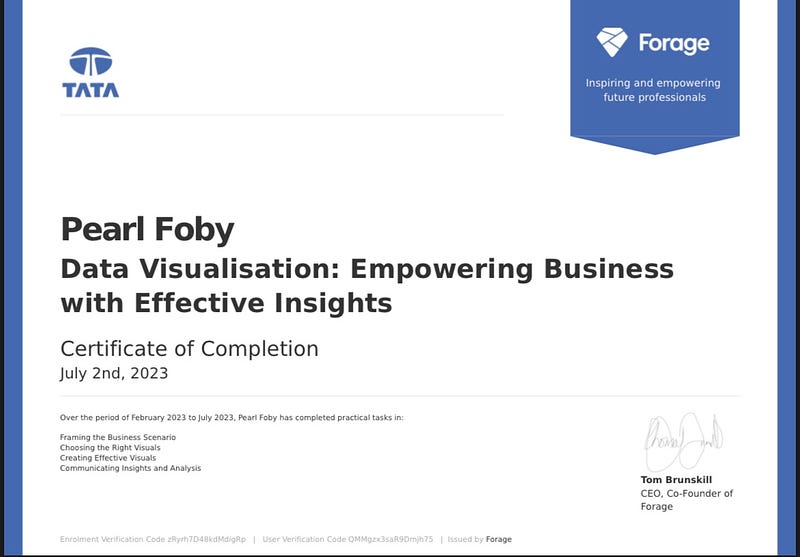 TATA
Forage
Inspiring and empowering
future professionals
Pearl Foby
Data Visualisation: Empowering Business
with Effective Insights
Certificate of Completion
July 2nd, 2023
Over the period of February 2023 to July 2023, Pearl Foby has completed practical tasks in:
Framing the Business Scenario
Choosing the Right Visuals
Creating Effective Visuals
Communicating Insights and Analysis
Tom Brunskill
CEO, Co-Founder of
Forage
Enrolment Verification Code zRyrh7D48kdMdigRp | User Verification Code QMMgzx3saR9Dmjh75 | Issued by Forage